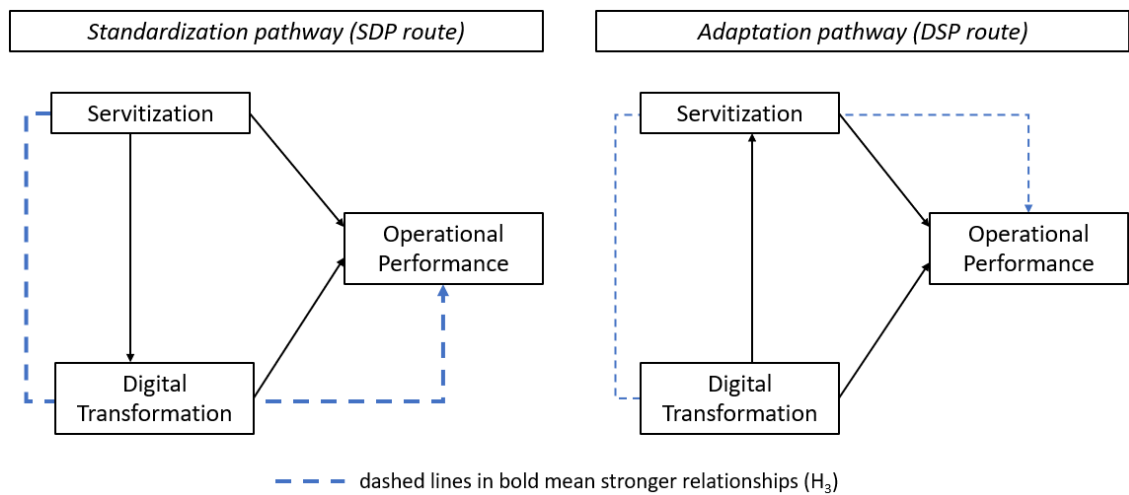 Standardization pathway (SDP route)
Adaptation pathway (DSP route)
Servitization
Operational
Performance
Digital
Transformation
Servitization
Operational
Performance
Digital
Transformation
dashed lines in bold mean stronger relationships (H₃)